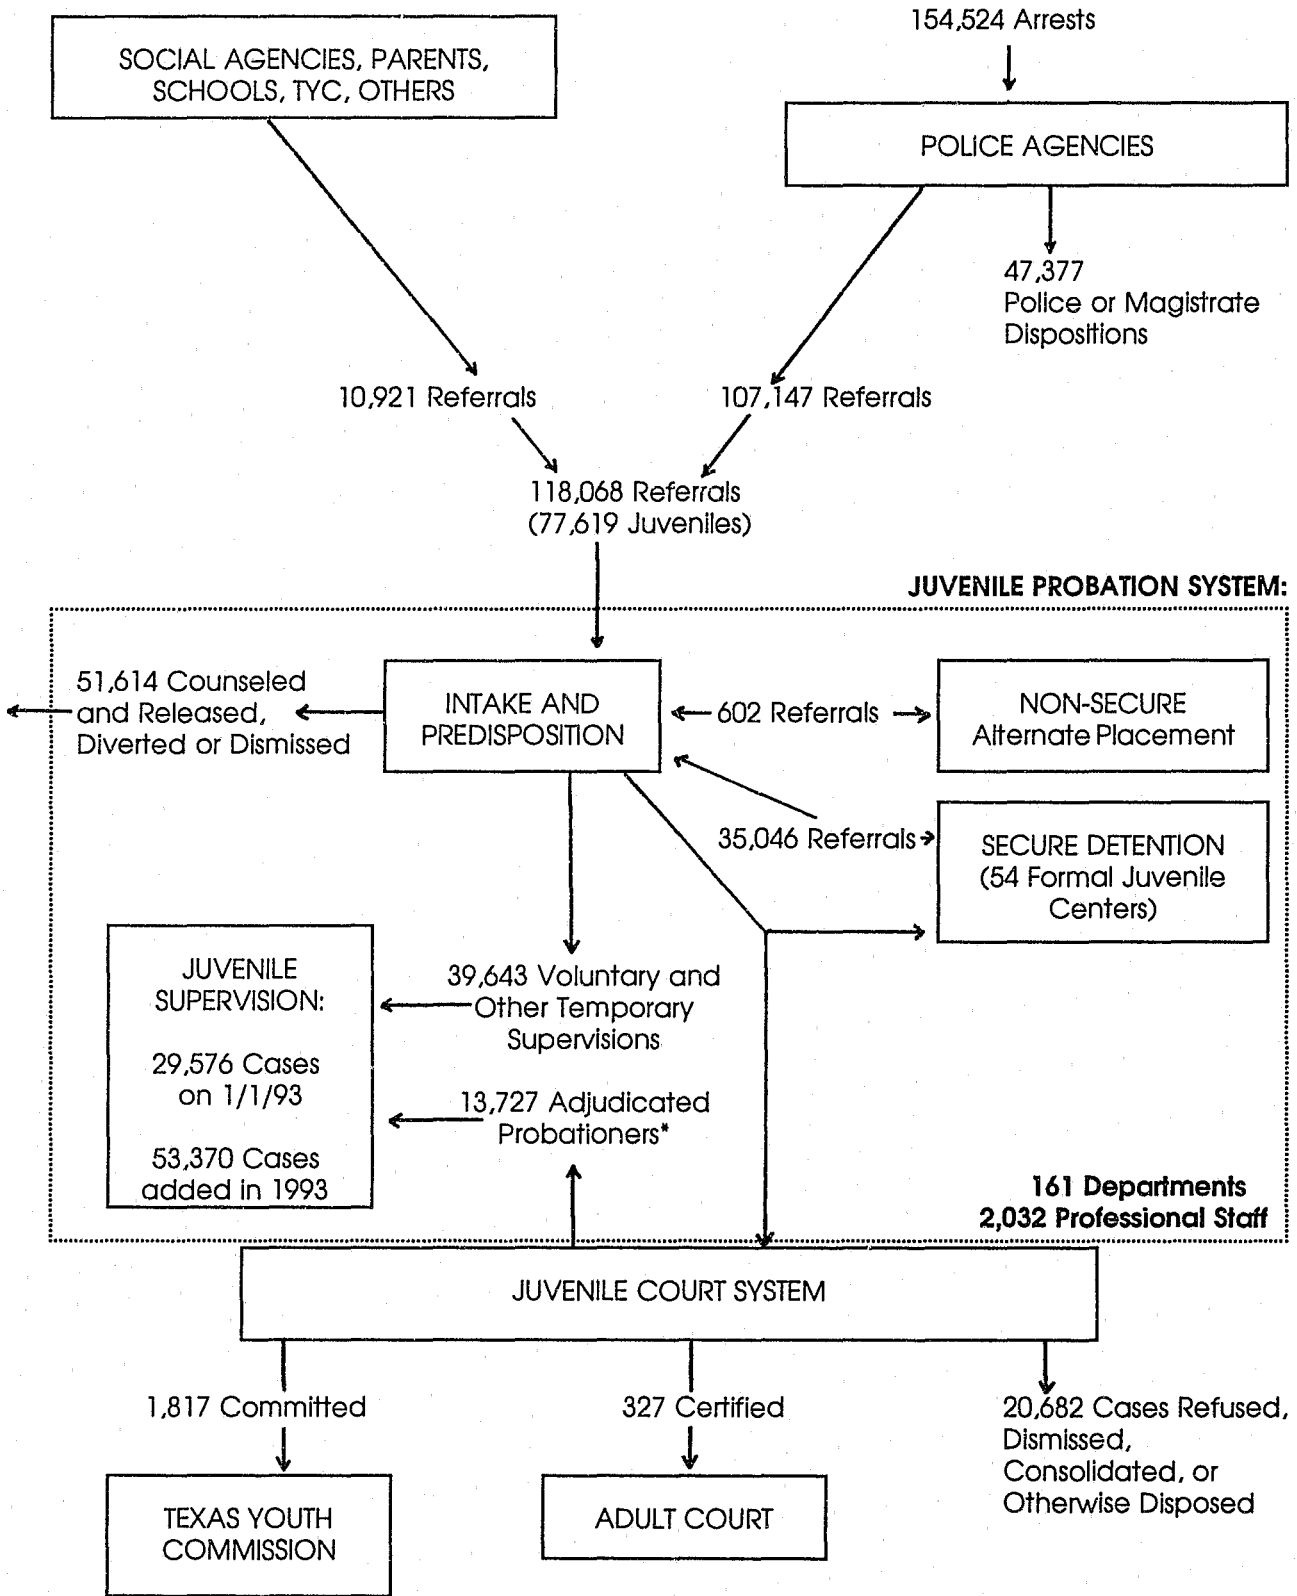 154,524 Arrests
SOCIAL AGENCIES, PARENTS,
SCHOOLS, TYC, OTHERS
POLICE AGENCIES
47,377
Police or Magistrate
Dispositions
10,921 Referrals
107,147 Referrals
118,068 Referrals
(77,619 Juveniles)
JUVENILE PROBATION SYSTEM:
51,614 Counseled
and Released,
Diverted or Dismissed
INTAKE AND
PREDISPOSITION
602 Referrals
NON-SECURE
Alternate Placement
35,046 Referrals
SECURE DETENTION
(54 Formal Juvenile
Centers)
JUVENILE
SUPERVISION:
29,576 Cases
on 1/1/93
53,370 Cases
added in 1993
39,643 Voluntary and
Other Temporary
Supervisions
13,727 Adjudicated
Probationers*
161 Departments
2,032 Professional Staff
JUVENILE COURT SYSTEM
1,817 Committed
327 Certified
20,682 Cases Refused,
Dismissed,
Consolidated, or
Otherwise Disposed
TEXAS YOUTH
COMMISSION
ADULT COURT